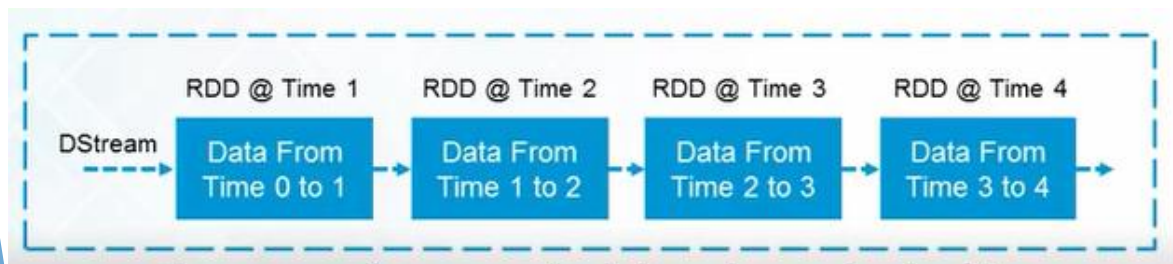 RDD @ Time 1
RDD @ Time 2
RDD @ Time 3
RDD @ Time 4
DStream
Data From
Time 0 to 1
Data From
Time 1 to 2
Data From
Time 2 to 3
Data From
Time 3 to 4